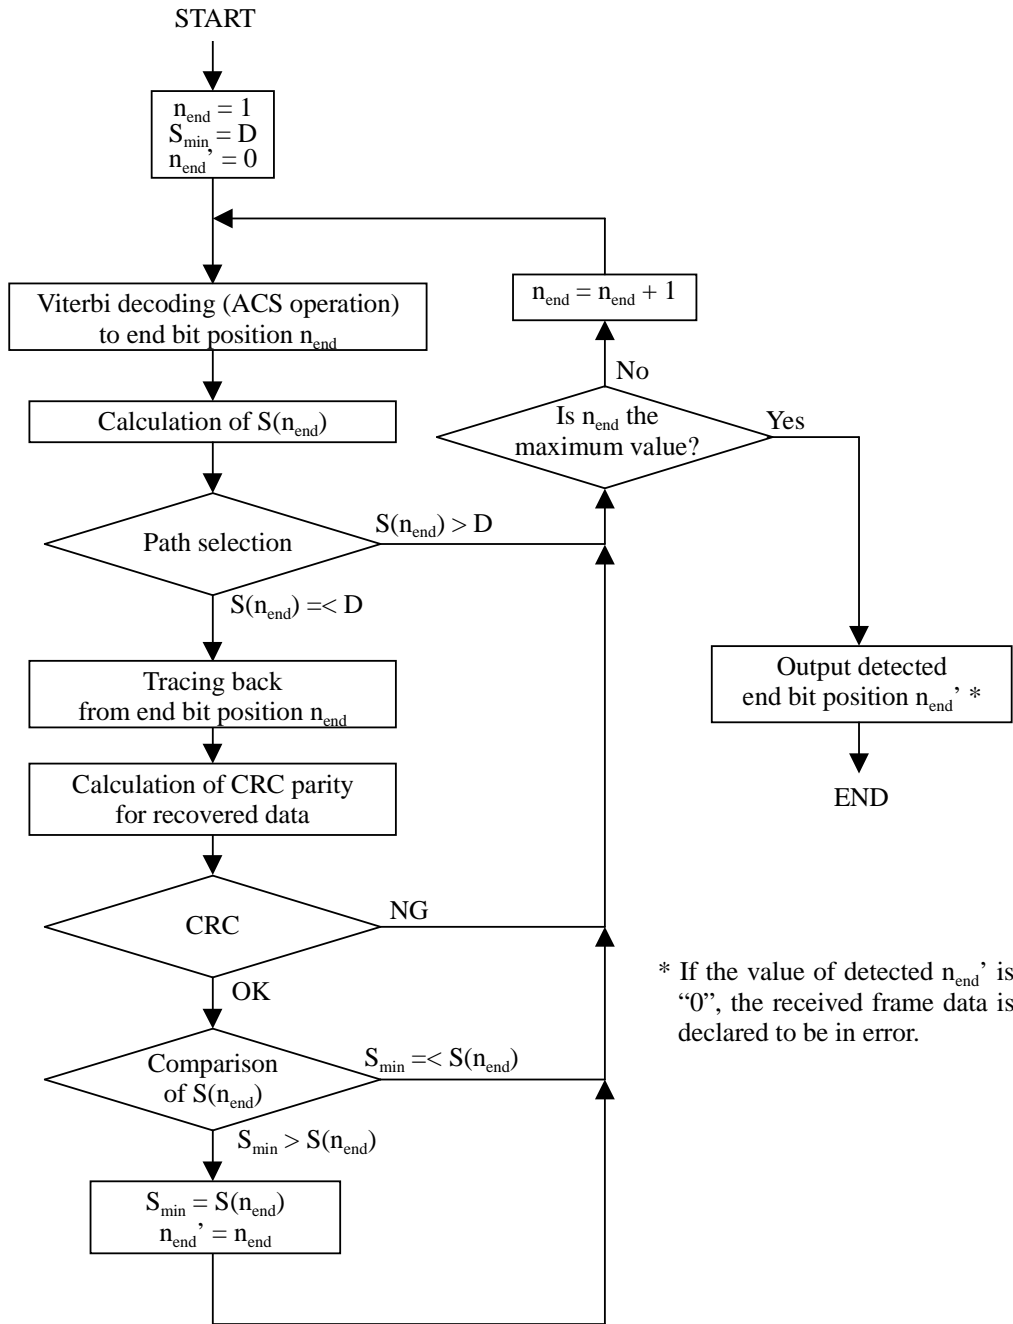 START
n_end = 1
S_min = D
n_end’ = 0
Viterbi decoding (ACS operation)
to end bit position n_end
Calculation of S(n_end)
Path selection
S(n_end) > D
S(n_end) =< D
Tracing back
from end bit position n_end
Calculation of CRC parity
for recovered data
CRC
NG
OK
Comparison
of S(n_end)
S_min =< S(n_end)
S_min > S(n_end)
S_min = S(n_end)
n_end’ = n_end
n_end = n_end + 1
No
Is n_end the
maximum value?
Yes
Output detected
end bit position n_end’ *
END
* If the value of detected n_end’ is
“0”, the received frame data is
declared to be in error.